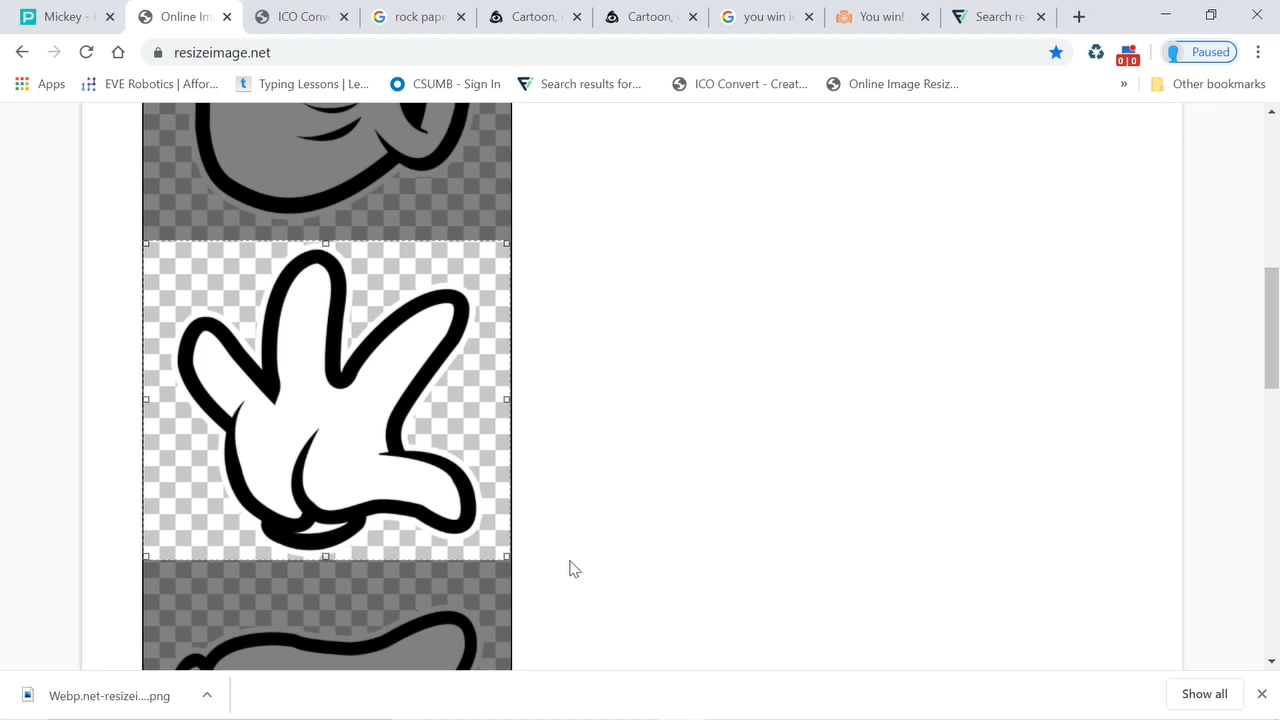 Mickey -
Online Im
ICO Conv
rock pape
Cartoon,
Cartoon,
you win i
You win!
Search re
resizeimage.net
Paused
Apps
EVE Robotics | Affor...
Typing Lessons | Le...
CSUMB - Sign In
Search results for...
ICO Convert - Creat...
Online Image Resiz...
»
Other bookmarks
0 | 0
Webp.net-resizei....png
Show all